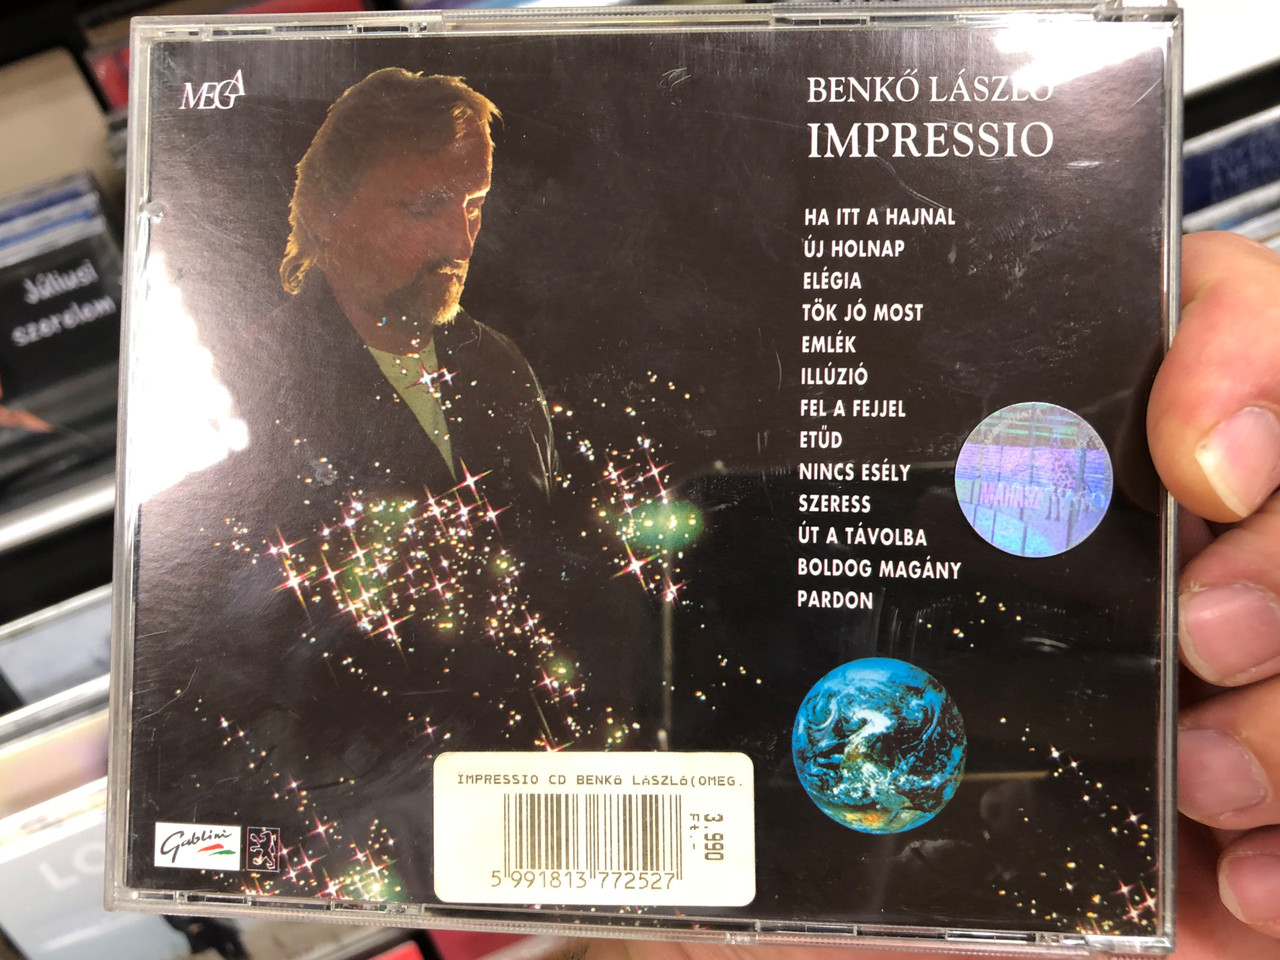 MEGA
BENKŐ LÁSZLÓ
IMPRESSIO
HA ITT A HAJNAL
ÚJ HOLNAP
ELÉGIA
TÖK JÓ MOST
EMLÉK
ILLÚZIÓ
FEL A FEJJEL
ETŰD
NINCS ESÉLY
SZERESS
ÚT A TÁVOLBA
BOLDOG MAGÁNY
PARDON
MAHASZ
Júliusi
szerelem
IMPRESSIO CD BENKŐ LÁSZLÓ(OMEG.
3.990
Ft.-
5 991813 772527
Gablini
LO